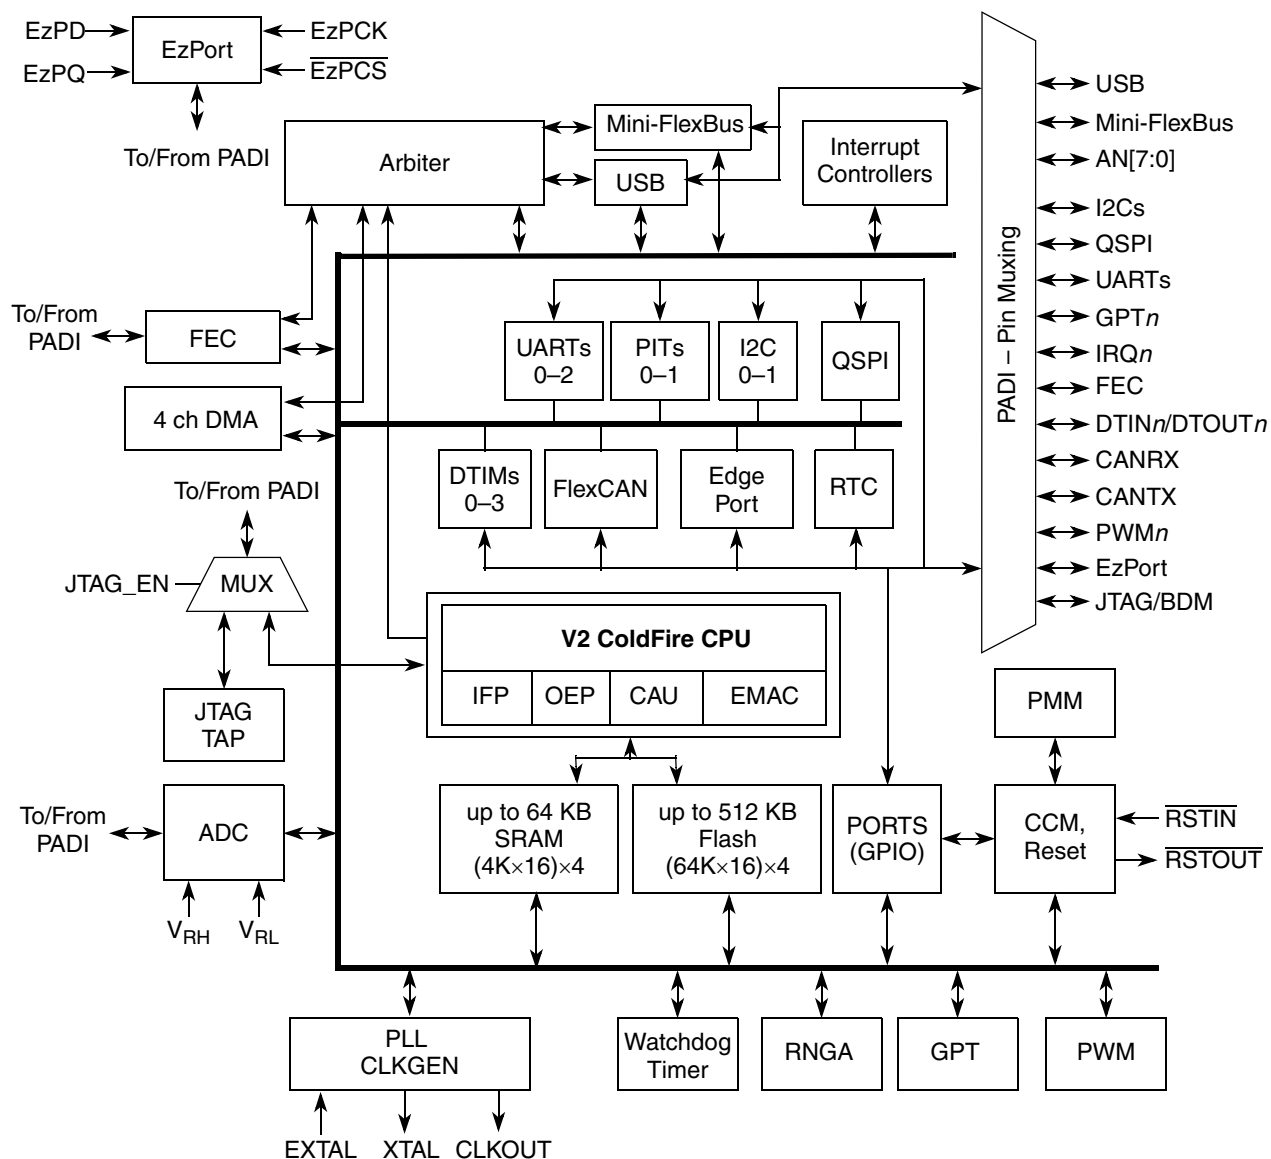 EzPD
EzPort
EzPCK
EzPQ
EzPCS
To/From PADI
Arbiter
Mini-FlexBus
USB
Interrupt
Controllers
PADI – Pin Muxing
USB
Mini-FlexBus
AN[7:0]
I2Cs
QSPI
UARTs
GPTn
IRQn
FEC
DTINn/DTOUTn
CANRX
CANTX
PWMn
EzPort
JTAG/BDM
To/From
PADI
FEC
UARTs
0–2
PITs
0–1
I2C
0–1
QSPI
4 ch DMA
DTIMs
0–3
FlexCAN
Edge
Port
RTC
To/From PADI
JTAG_EN
MUX
V2 ColdFire CPU
IFP
OEP
CAU
EMAC
JTAG
TAP
PMM
To/From
PADI
ADC
VRH
VRL
up to 64 KB
SRAM
(4K×16)×4
up to 512 KB
Flash
(64K×16)×4
PORTS
(GPIO)
CCM,
Reset
RSTIN
RSTOUT
PLL
CLKGEN
Watchdog
Timer
RNGA
GPT
PWM
EXTAL
XTAL
CLKOUT